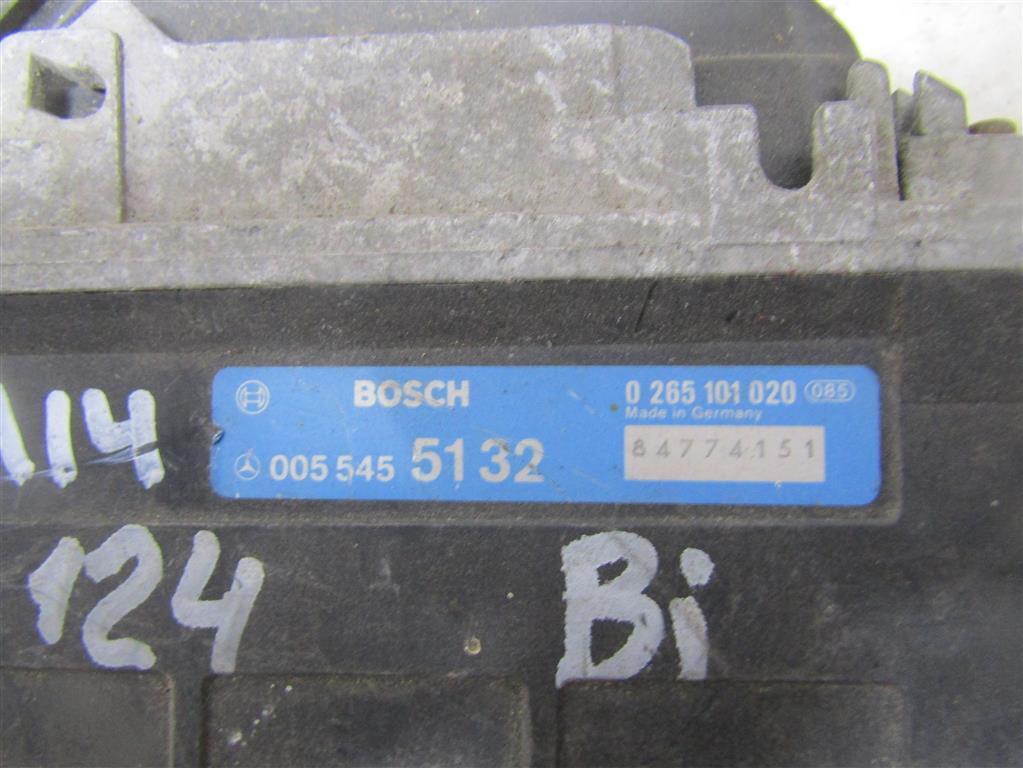 BOSCH 0 265 101 020 085
Made in Germany
005 545 5132 84774151
114
124 Bi